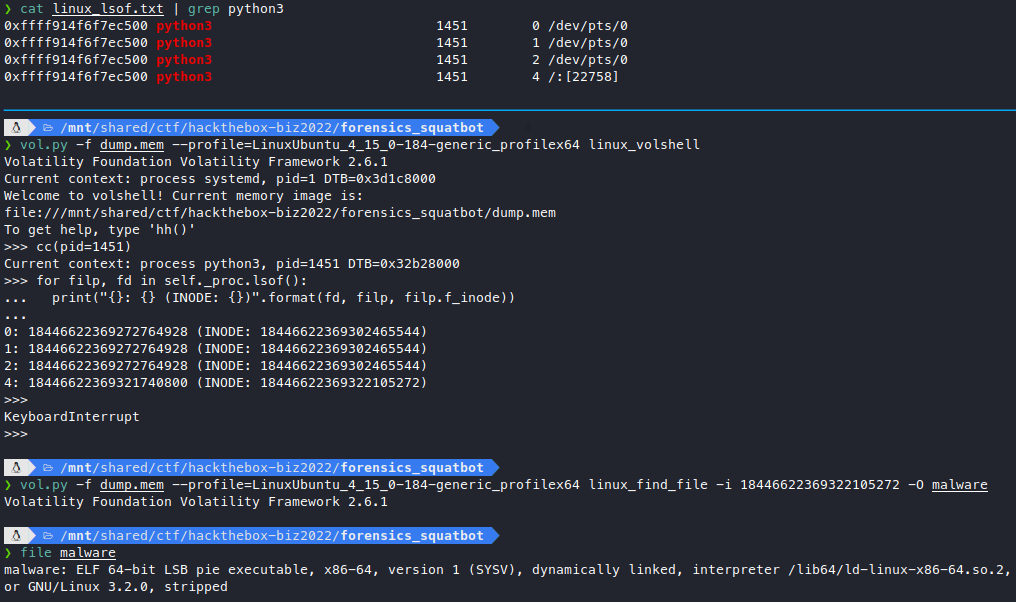 ❯ cat linux_lsof.txt | grep python3
0xffff914f6f7ec500 python3 1451 0 /dev/pts/0
0xffff914f6f7ec500 python3 1451 1 /dev/pts/0
0xffff914f6f7ec500 python3 1451 2 /dev/pts/0
0xffff914f6f7ec500 python3 1451 4 /:[22758]
/mnt/shared/ctf/hackthebox-biz2022/forensics_squatbot
❯ vol.py -f dump.mem --profile=LinuxUbuntu_4_15_0-184-generic_profilex64 linux_volshell
Volatility Foundation Volatility Framework 2.6.1
Current context: process systemd, pid=1 DTB=0x3d1c8000
Welcome to volshell! Current memory image is:
file:///mnt/shared/ctf/hackthebox-biz2022/forensics_squatbot/dump.mem
To get help, type 'hh()'
>>> cc(pid=1451)
Current context: process python3, pid=1451 DTB=0x32b28000
>>> for filp, fd in self._proc.lsof():
...   print("{}: {} (INODE: {})".format(fd, filp, filp.f_inode))
...
0: 18446622369272764928 (INODE: 18446622369302465544)
1: 18446622369272764928 (INODE: 18446622369302465544)
2: 18446622369272764928 (INODE: 18446622369302465544)
4: 18446622369321740800 (INODE: 18446622369322105272)
>>>
KeyboardInterrupt
>>>
/mnt/shared/ctf/hackthebox-biz2022/forensics_squatbot
❯ vol.py -f dump.mem --profile=LinuxUbuntu_4_15_0-184-generic_profilex64 linux_find_file -i 18446622369322105272 -O malware
Volatility Foundation Volatility Framework 2.6.1
/mnt/shared/ctf/hackthebox-biz2022/forensics_squatbot
❯ file malware
malware: ELF 64-bit LSB pie executable, x86-64, version 1 (SYSV), dynamically linked, interpreter /lib64/ld-linux-x86-64.so.2,
or GNU/Linux 3.2.0, stripped